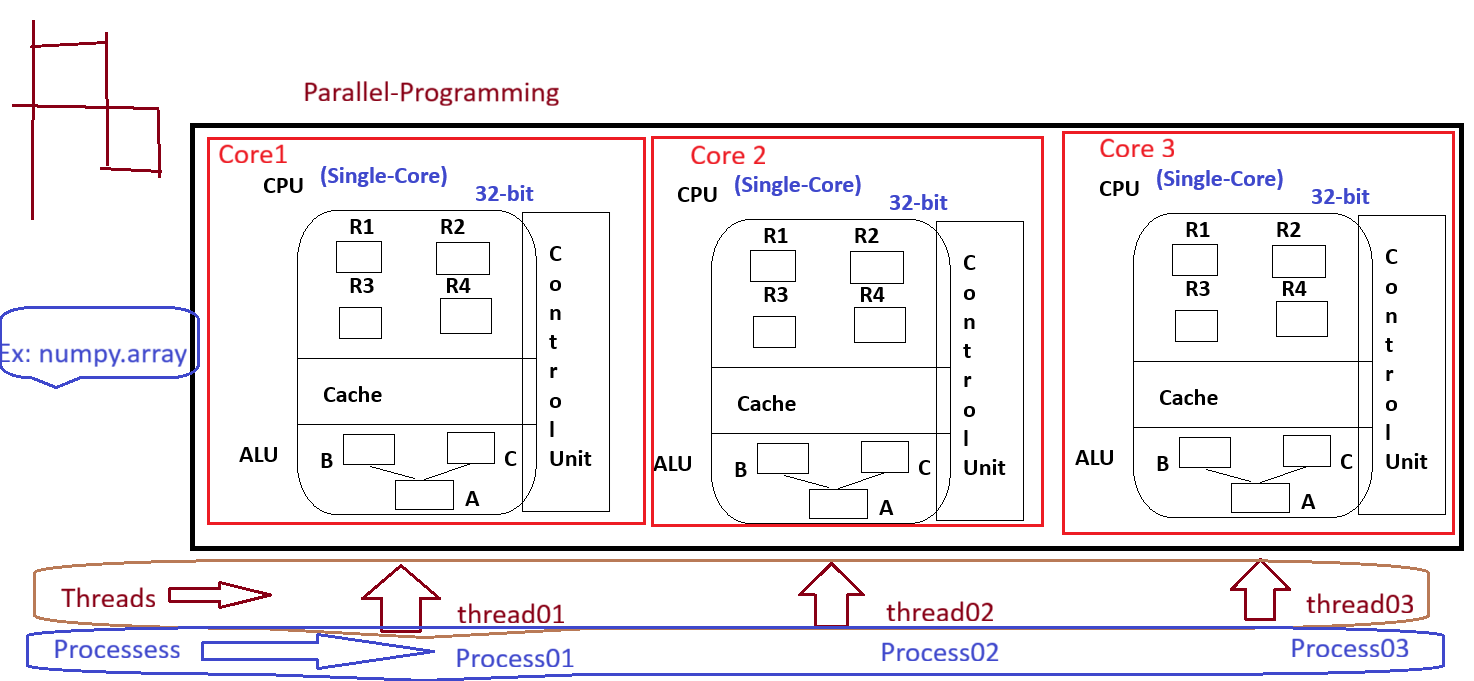 Parallel-Programming
Core1
(Single-Core)
CPU
32-bit
R1 R2
R3 R4
Cache
ALU
B C
A
Control
Unit
Core 2
(Single-Core)
CPU
32-bit
R1 R2
R3 R4
Cache
ALU
B C
A
Control
Unit
Core 3
(Single-Core)
CPU
32-bit
R1 R2
R3 R4
Cache
ALU
B C
A
Control
Unit
Ex: numpy.array
Threads thread01 thread02 thread03
Processess Process01 Process02 Process03